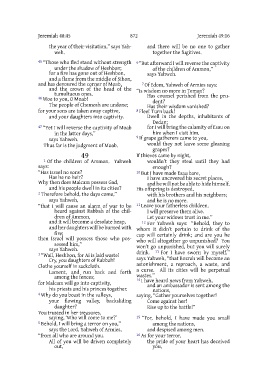 Jeremiah 48:45
872
Jeremiah 49:16
the year of their visitation," says Yah-
weh.
45 "Those who fled stand without strength
under the shadow of Heshbon;
for a fire has gone out of Heshbon,
and a flame from the middle of Sihon,
and has devoured the corner of Moab,
and the crown of the head of the
tumultuous ones.
46 Woe to you, O Moab!
The people of Chemosh are undone;
for your sons are taken away captive,
and your daughters into captivity.
47 "Yet I will reverse the captivity of Moab
in the latter days,"
says Yahweh.
Thus far is the judgment of Moab.
49
1 Of the children of Ammon. Yahweh
says:
"Has Israel no sons?
Has he no heir?
Why then does Malcam possess Gad,
and his people dwell in its cities?
2 Therefore behold, the days come,"
says Yahweh,
"that I will cause an alarm of war to be
heard against Rabbah of the chil-
dren of Ammon,
and it will become a desolate heap,
and her daughters will be burned with
fire;
then Israel will possess those who pos-
sessed him,"
says Yahweh.
3 "Wail, Heshbon, for Ai is laid waste!
Cry, you daughters of Rabbah!
Clothe yourself in sackcloth.
Lament, and run back and forth
among the fences;
for Malcam will go into captivity,
his priests and his princes together.
4 Why do you boast in the valleys,
your flowing valley, backsliding
daughter?
You trusted in her treasures,
saying, 'Who will come to me?'
5 Behold, I will bring a terror on you,"
says the Lord, Yahweh of Armies,
"from all who are around you.
All of you will be driven completely
out,
and there will be no one to gather
together the fugitives.
6 "But afterward I will reverse the captivity
of the children of Ammon,"
says Yahweh.
7 Of Edom, Yahweh of Armies says:
"Is wisdom no more in Teman?
Has counsel perished from the pru-
dent?
Has their wisdom vanished?
8 Flee! Turn back!
Dwell in the depths, inhabitants of
Dedan;
for I will bring the calamity of Esau on
him when I visit him.
9 If grape gatherers came to you,
would they not leave some gleaning
grapes?
If thieves came by night,
wouldn't they steal until they had
enough?
10 But I have made Esau bare,
I have uncovered his secret places,
and he will not be able to hide himself.
His offspring is destroyed,
with his brothers and his neighbors;
and he is no more.
11 Leave your fatherless children.
I will preserve them alive.
Let your widows trust in me."
12 For Yahweh says: "Behold, they to
whom it didn't pertain to drink of the
cup will certainly drink; and are you he
who will altogether go unpunished? You
won't go unpunished, but you will surely
drink. 13 For I have sworn by myself,"
says Yahweh, "that Bozrah will become an
astonishment, a reproach, a waste, and
a curse. All its cities will be perpetual
wastes."
14 I have heard news from Yahweh,
and an ambassador is sent among the
nations,
saying, "Gather yourselves together!
Come against her!
Rise up to the battle!"
15 "For, behold, I have made you small
among the nations,
and despised among men.
16 As for your terror,
the pride of your heart has deceived
you,